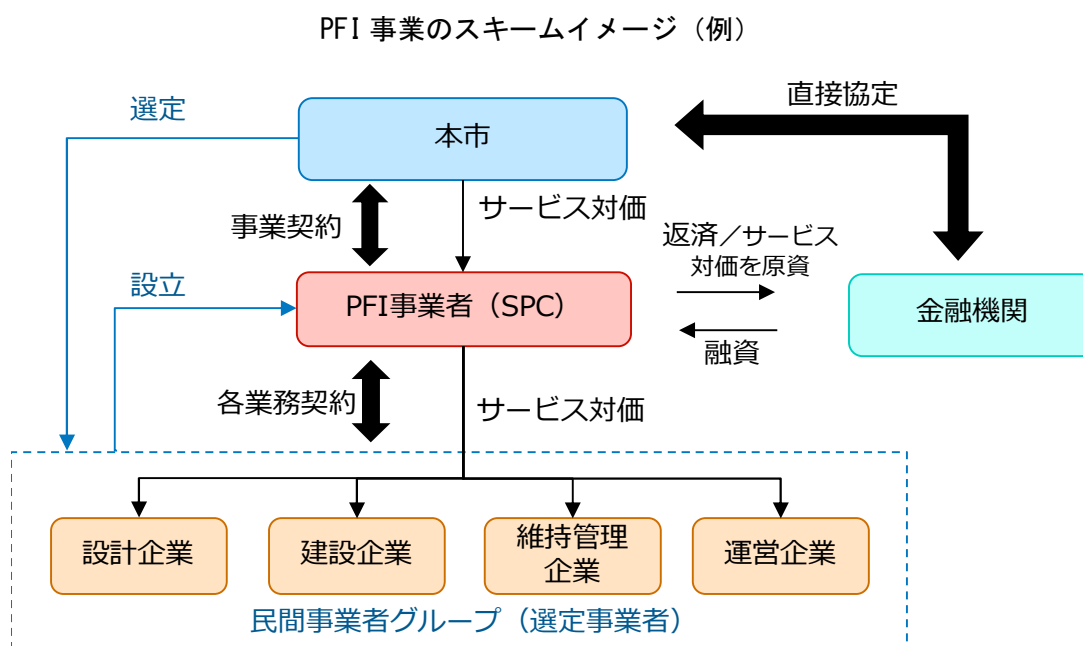 PFI 事業のスキームイメージ（例）
選定
本市
直接協定
事業契約
サービス対価
返済／サービス
対価を原資
設立
PFI事業者（SPC）
金融機関
融資
各業務契約
サービス対価
設計企業
建設企業
維持管理
企業
運営企業
民間事業者グループ（選定事業者）